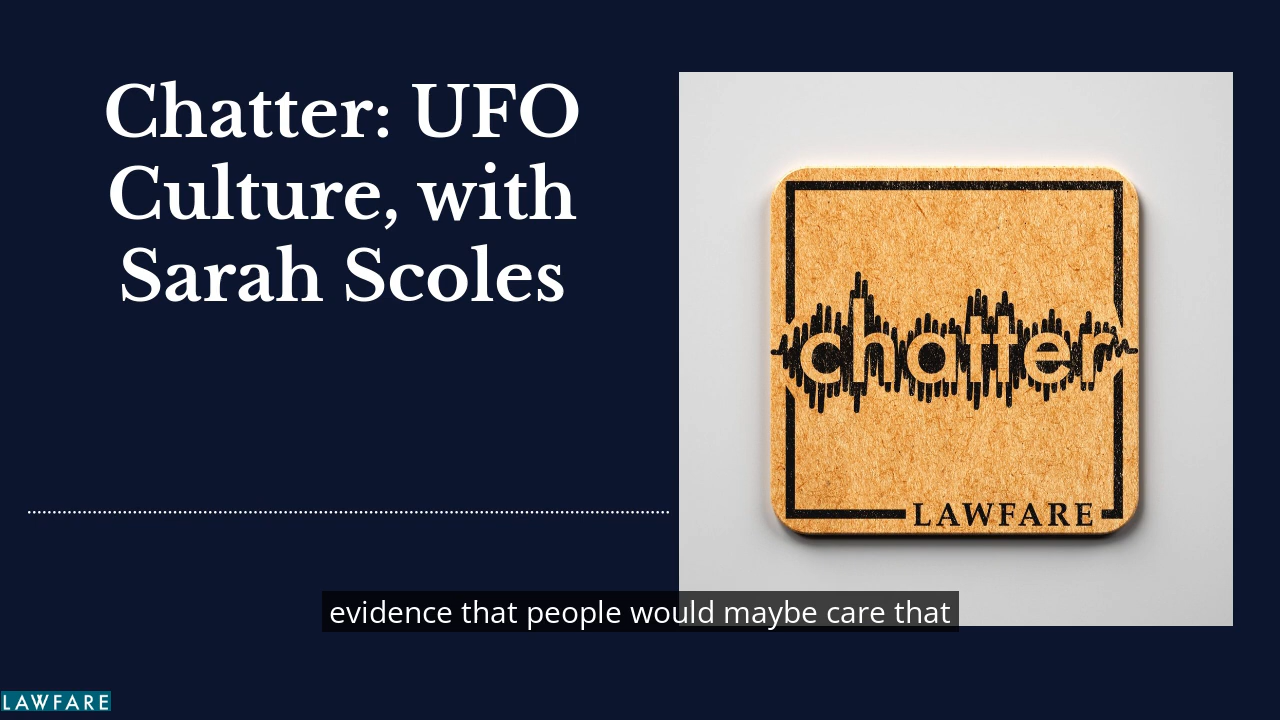 Chatter: UFO
Culture, with
Sarah Scoles
chatter
LAWFARE
evidence that people would maybe care that
LAWFARE